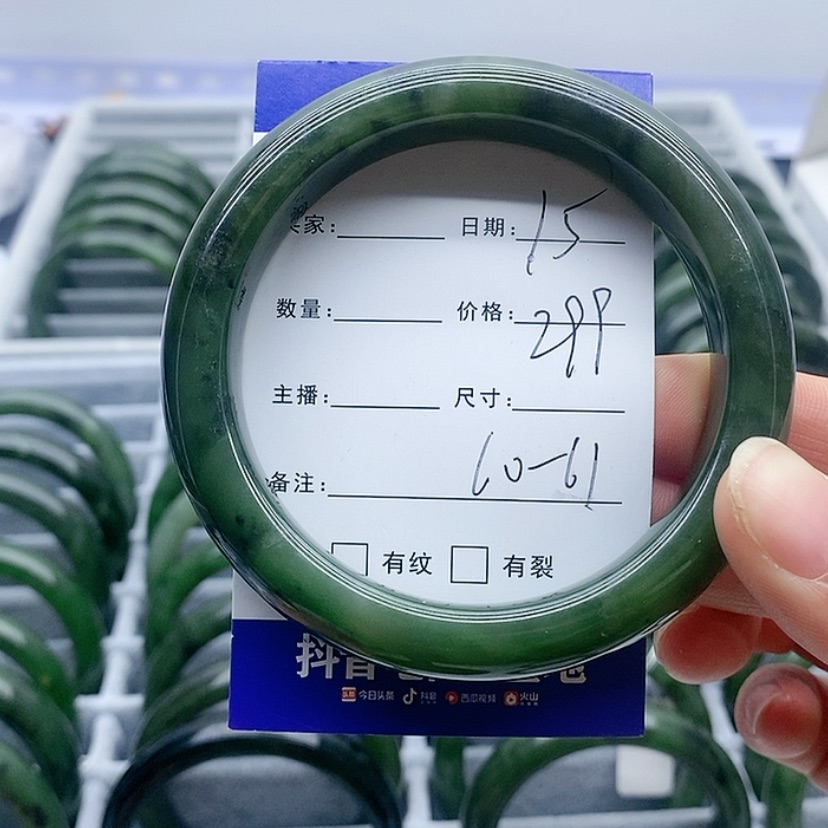 家: 日期: 15
数量: 价格: 299
主播: 尺寸:
备注: 60-61
有纹 有裂
抖音
今日头条 抖音 西瓜视频 火山